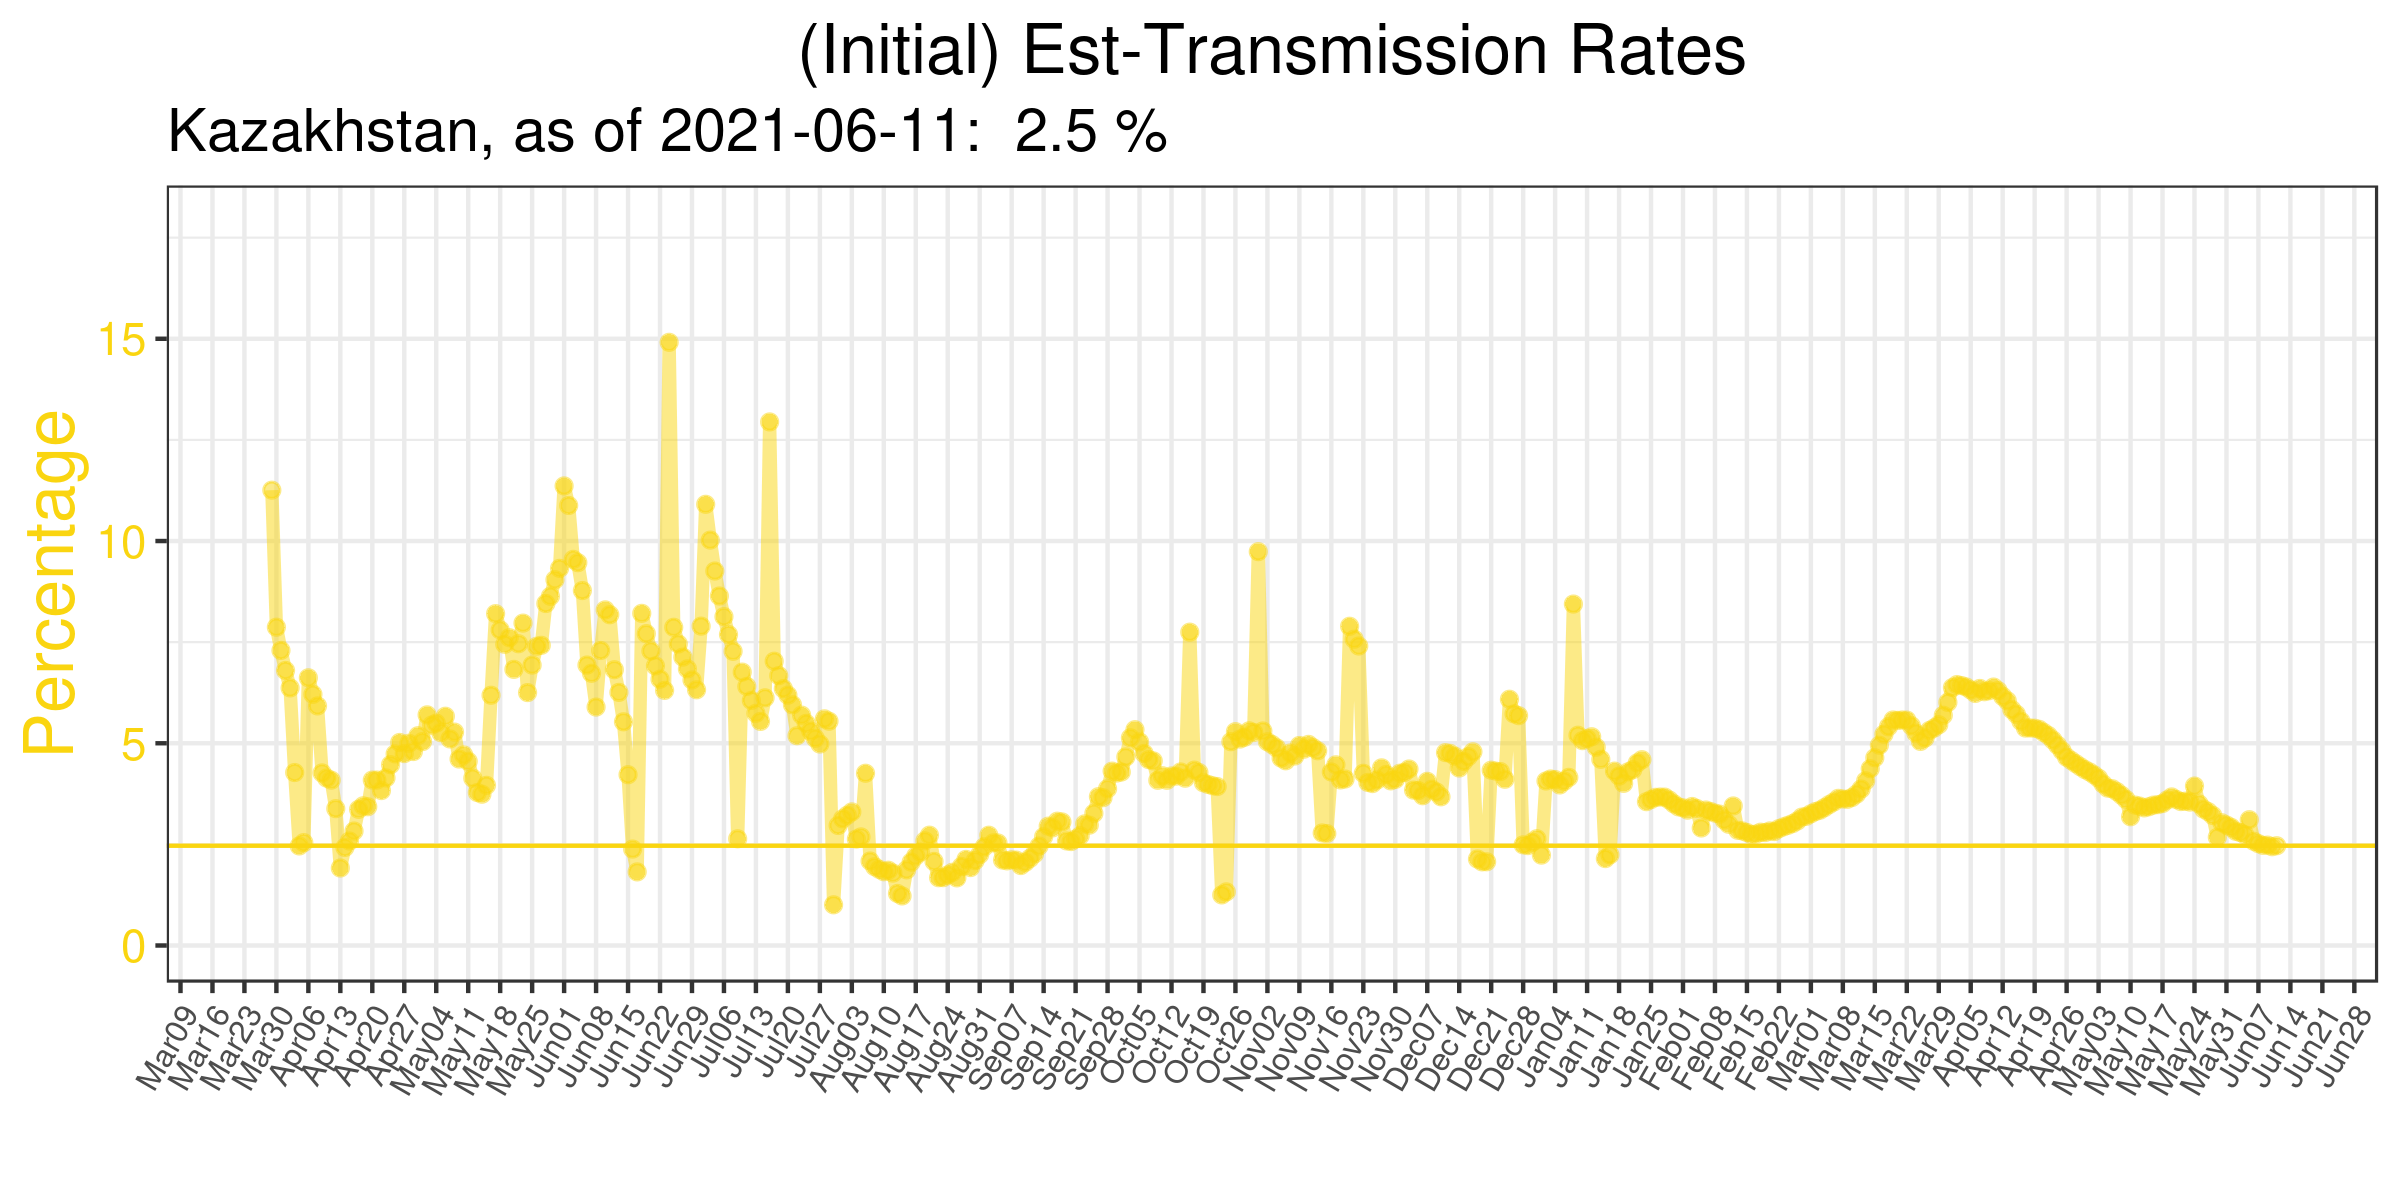 (Initial) Est-Transmission Rates
Kazakhstan, as of 2021-06-11:  2.5 %
Percentage
15
10
5
0
Mar09
Mar16
Mar23
Mar30
Apr06
Apr13
Apr20
Apr27
May04
May11
May18
May25
Jun01
Jun08
Jun15
Jun22
Jun29
Jul06
Jul13
Jul20
Jul27
Aug03
Aug10
Aug17
Aug24
Aug31
Sep07
Sep14
Sep21
Sep28
Oct05
Oct12
Oct19
Oct26
Nov02
Nov09
Nov16
Nov23
Nov30
Dec07
Dec14
Dec21
Dec28
Jan04
Jan11
Jan18
Jan25
Feb01
Feb08
Feb15
Feb22
Mar01
Mar08
Mar15
Mar22
Mar29
Apr05
Apr12
Apr19
Apr26
May03
May10
May17
May24
May31
Jun07
Jun14
Jun21
Jun28